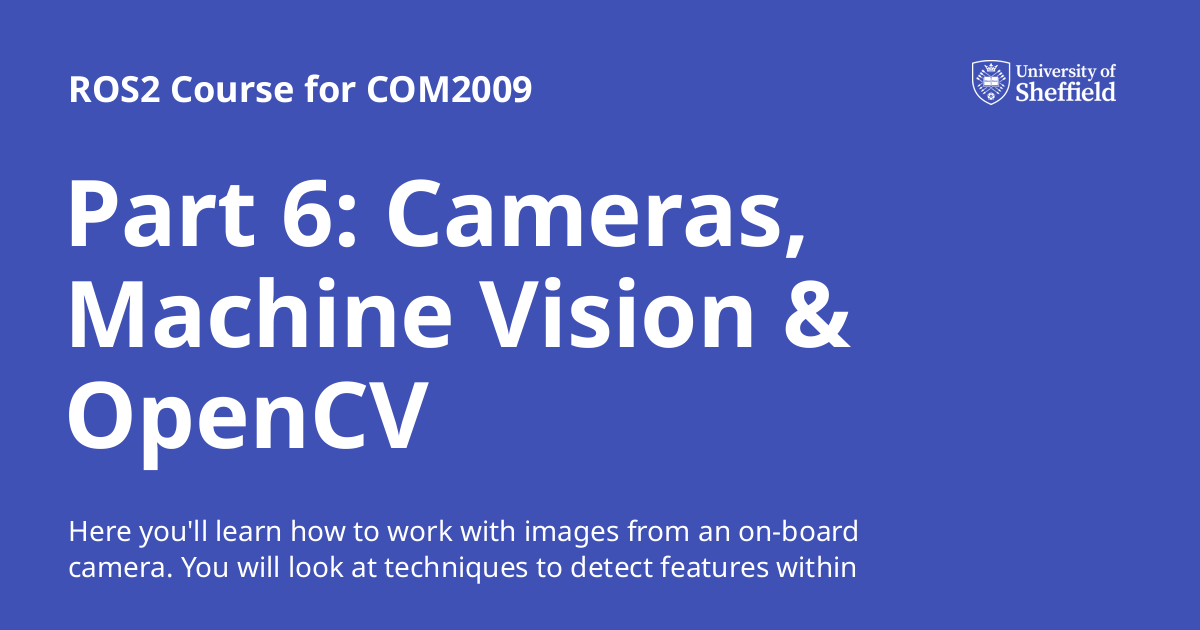 ROS2 Course for COM2009
University of
Sheffield
Part 6: Cameras,
Machine Vision &
OpenCV
Here you'll learn how to work with images from an on-board
camera. You will look at techniques to detect features within